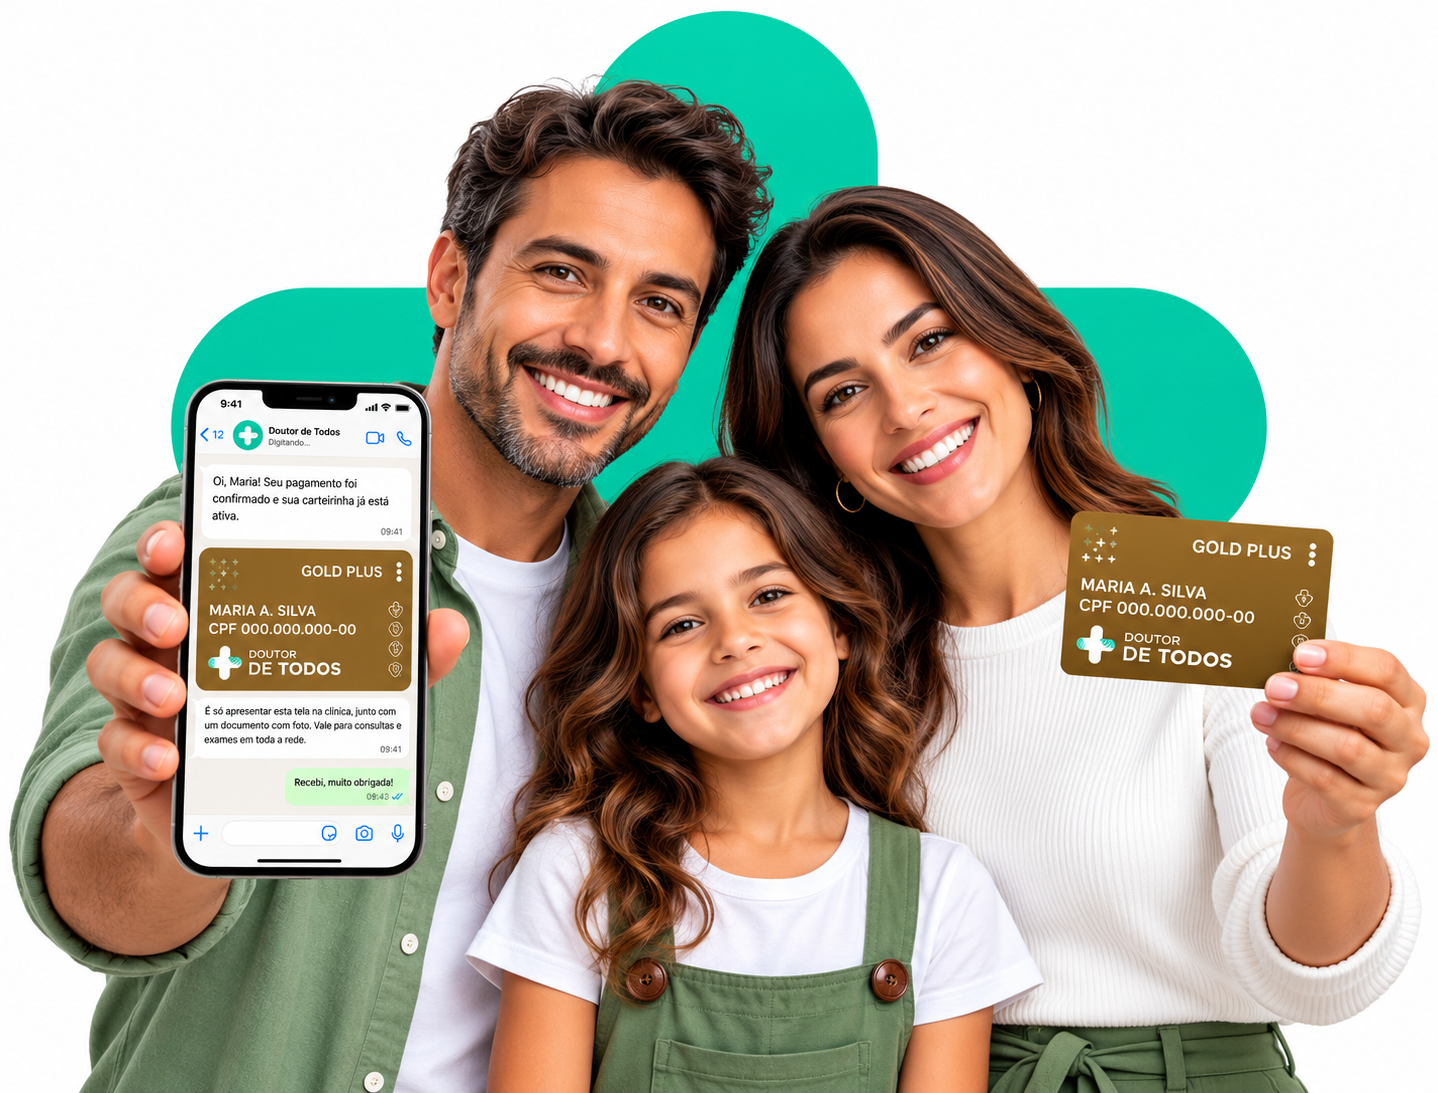 9:41
12
Doutor de Todos
Digitando...
Oi, Maria! Seu pagamento foi
confirmado e sua carteirinha já está
ativa.
09:41
GOLD PLUS
MARIA A. SILVA
CPF 000.000.000-00
DOUTOR
DE TODOS
É só apresentar esta tela na clínica, junto com
um documento com foto. Vale para consultas e
exames em toda a rede.
09:41
Recebi, muito obrigada!
09:43
GOLD PLUS
MARIA A. SILVA
CPF 000.000.000-00
DOUTOR
DE TODOS